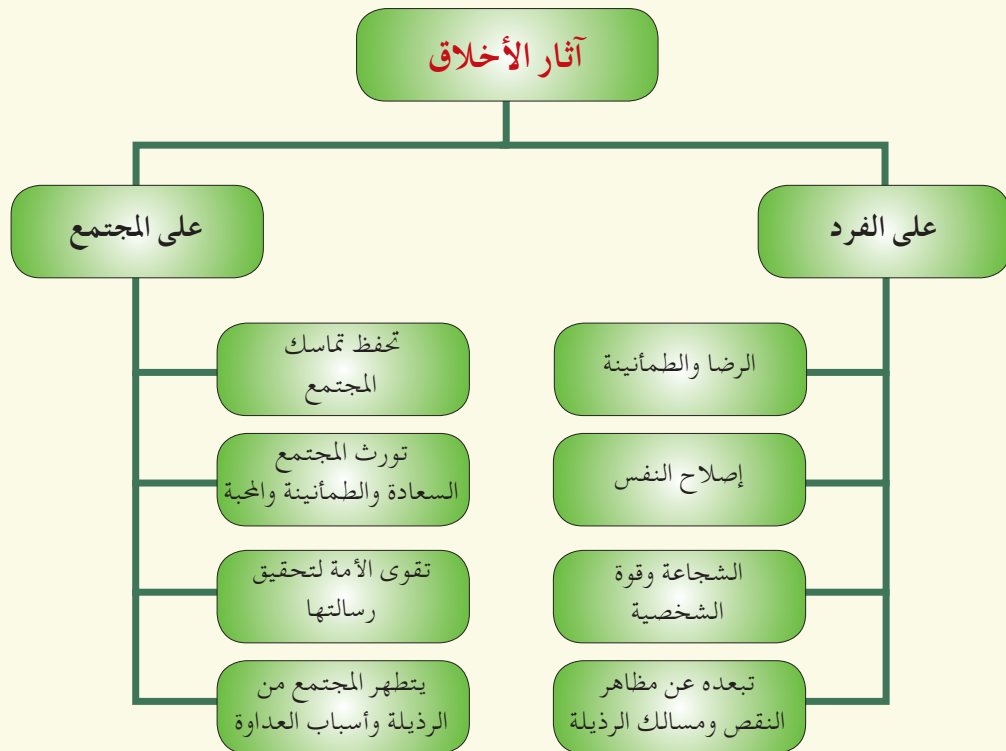 آثار الأخلاق
على الفرد
الرضا والطمأنينة
إصلاح النفس
الشجاعة وقوة
الشخصية
تبعده عن مظاهر
النقص ومسالك الرذيلة
على المجتمع
تحفظ تماسك
المجتمع
تورث المجتمع
السعادة والطمأنينة والمحبة
تقوى الأمة لتحقيق
رسالتها
يتطهر المجتمع من
الرذيلة وأسباب العداوة